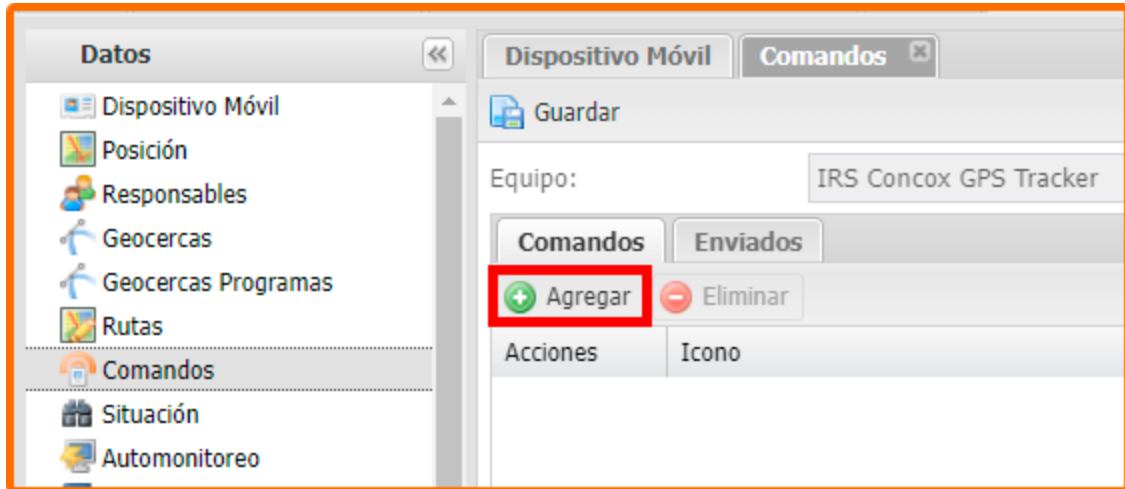 Datos
Dispositivo Móvil
Posición
Responsables
Geocercas
Geocercas Programas
Rutas
Comandos
Situación
Automonitoreo
Dispositivo Móvil
Comandos
Guardar
Equipo: IRS Concox GPS Tracker
Comandos Enviados
Agregar Eliminar
Acciones Icono